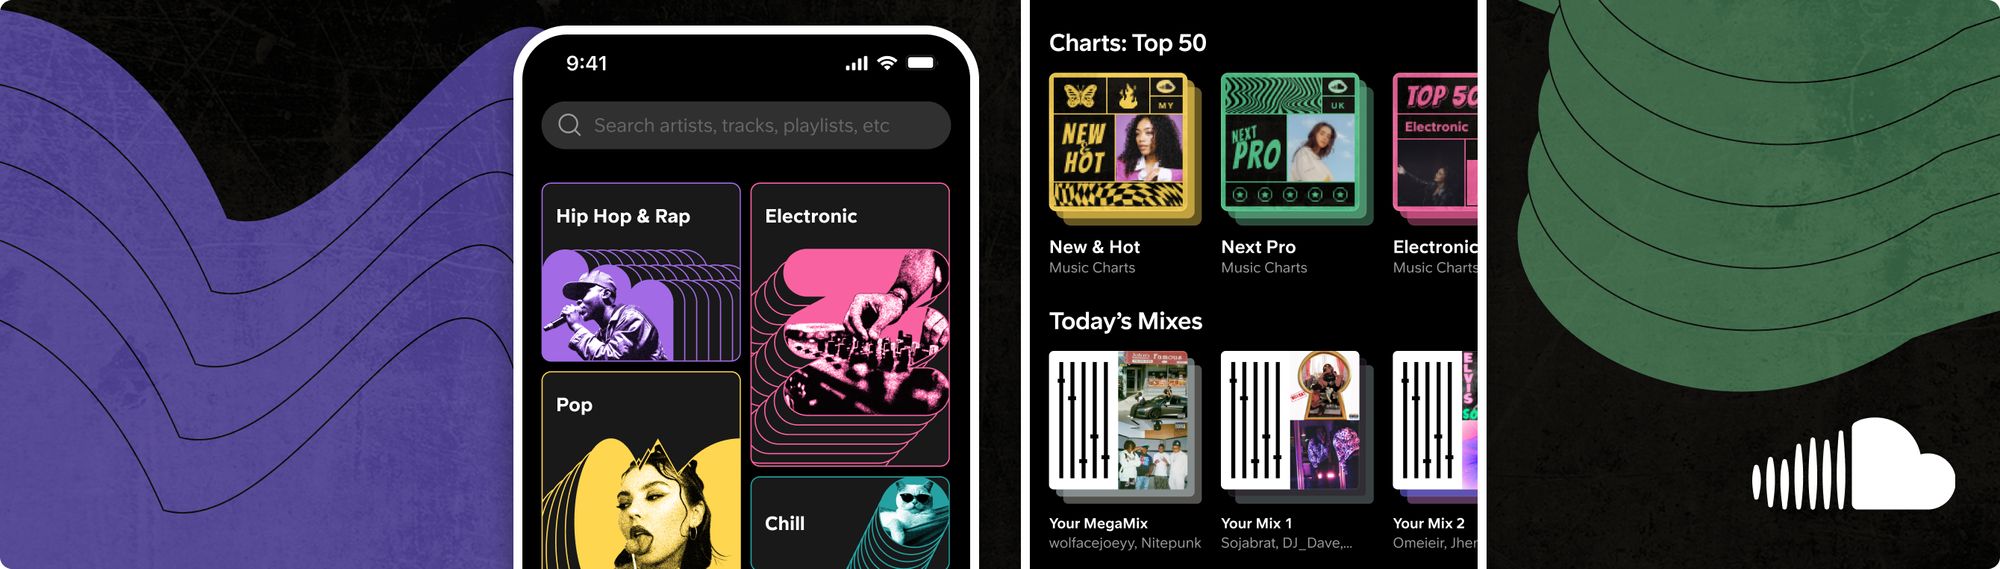 9:41
Search artists, tracks, playlists, etc
Hip Hop & Rap
Electronic
Pop
Chill
Charts: Top 50
MY
NEW
&
HOT
UK
NEXT
PRO
TOP 50
Electronic
New & Hot
Music Charts
Next Pro
Music Charts
Electronic
Music Charts
Today's Mixes
Famous
ELVIS
Your MegaMix
wolfacejoeyy, Nitepunk
Your Mix 1
Sojabrat, DJ_Dave,...
Your Mix 2
Omeieir, Jher